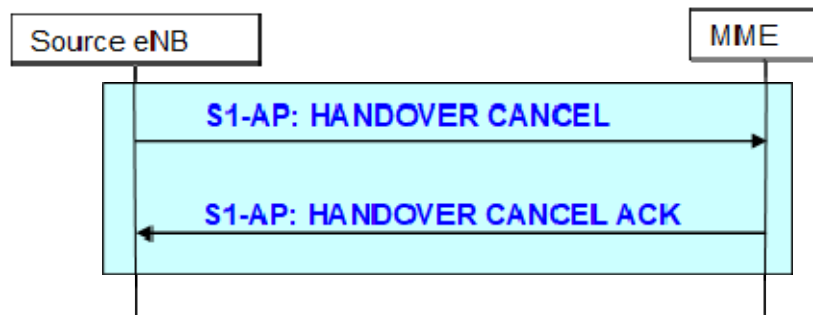 Source eNB
MME
S1-AP: HANDOVER CANCEL
S1-AP: HANDOVER CANCEL ACK